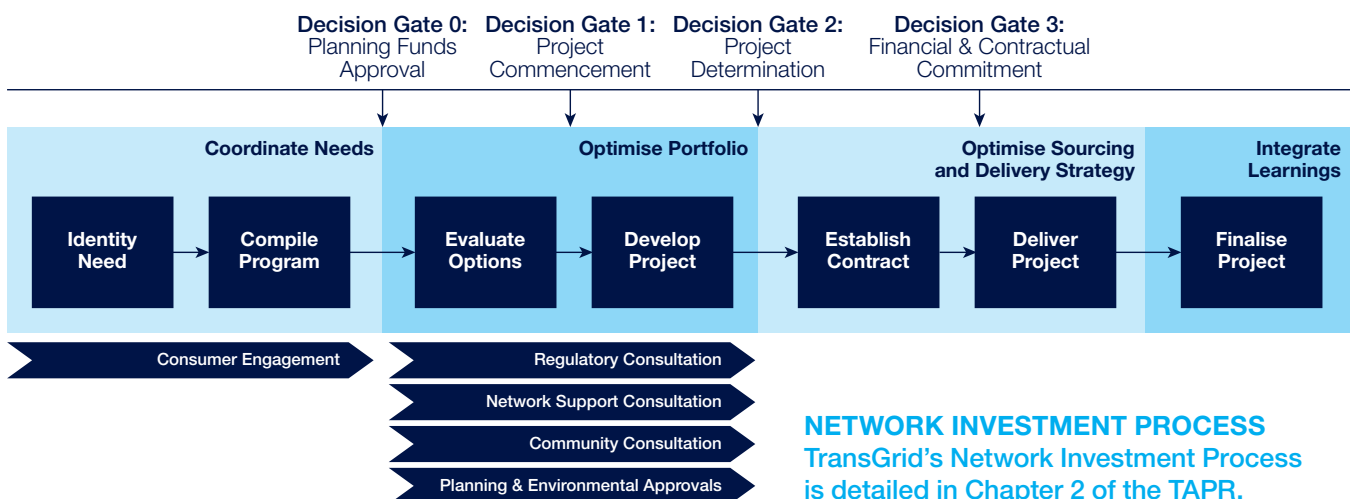 Decision Gate 0:
Planning Funds
Approval
Decision Gate 1:
Project
Commencement
Decision Gate 2:
Project
Determination
Decision Gate 3:
Financial & Contractual
Commitment
Coordinate Needs
Optimise Portfolio
Optimise Sourcing
and Delivery Strategy
Integrate
Learnings
Identity
Need
Compile
Program
Evaluate
Options
Develop
Project
Establish
Contract
Deliver
Project
Finalise
Project
Consumer Engagement
Regulatory Consultation
Network Support Consultation
Community Consultation
Planning & Environmental Approvals
NETWORK INVESTMENT PROCESS
TransGrid's Network Investment Process
is detailed in Chapter 2 of the TAPR.